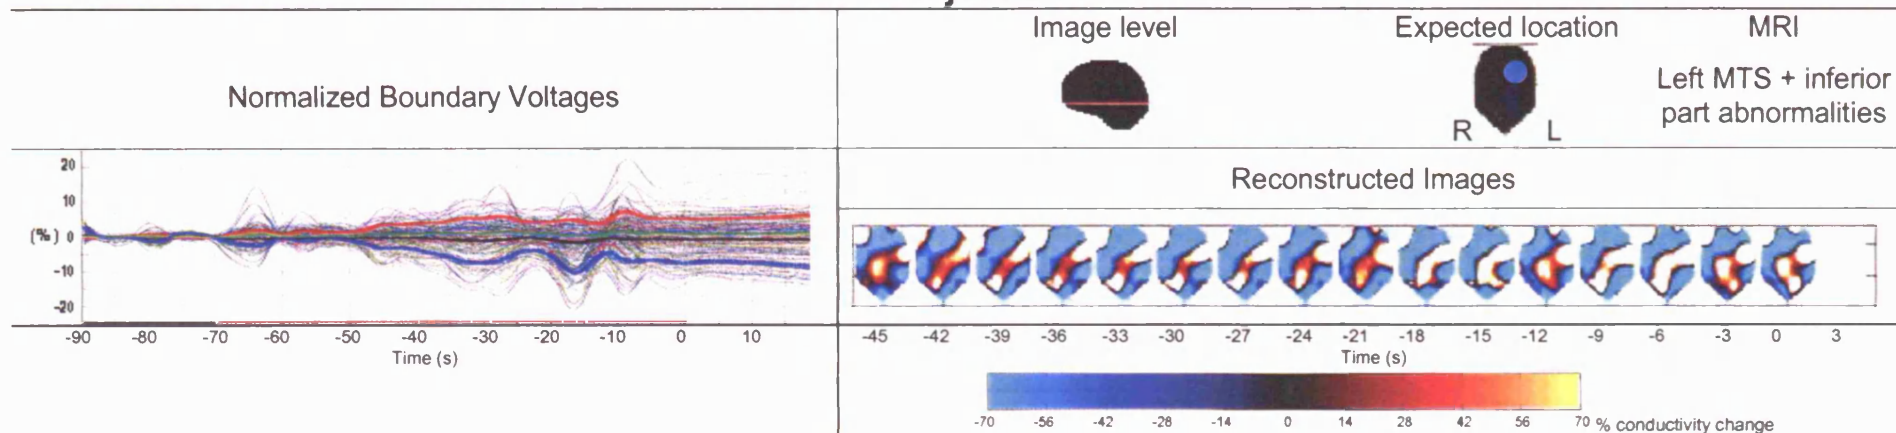 Image level
Expected location
MRI
Normalized Boundary Voltages
Left MTS + inferior
part abnormalities
R L
Reconstructed Images
20
10
(%) 0
-10
-20
-90 -80 -70 -60 -50 -40 -30 -20 -10 0 10
Time (s)
-45 -42 -39 -36 -33 -30 -27 -24 -21 -18 -15 -12 -9 -6 -3 0 3
Time (s)
-70 -56 -42 -28 -14 0 14 28 42 56 70 % conductivity change